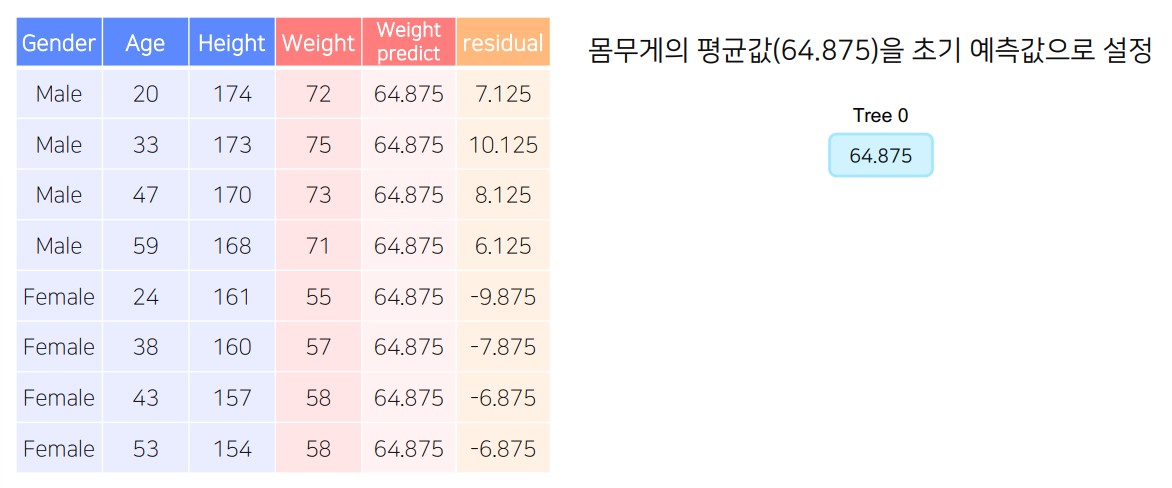 Gender Age Height Weight Weight predict residual
Male 20 174 72 64.875 7.125
Male 33 173 75 64.875 10.125
Male 47 170 73 64.875 8.125
Male 59 168 71 64.875 6.125
Female 24 161 55 64.875 -9.875
Female 38 160 57 64.875 -7.875
Female 43 157 58 64.875 -6.875
Female 53 154 58 64.875 -6.875
몸무게의 평균값(64.875)을 초기 예측값으로 설정
Tree 0
64.875